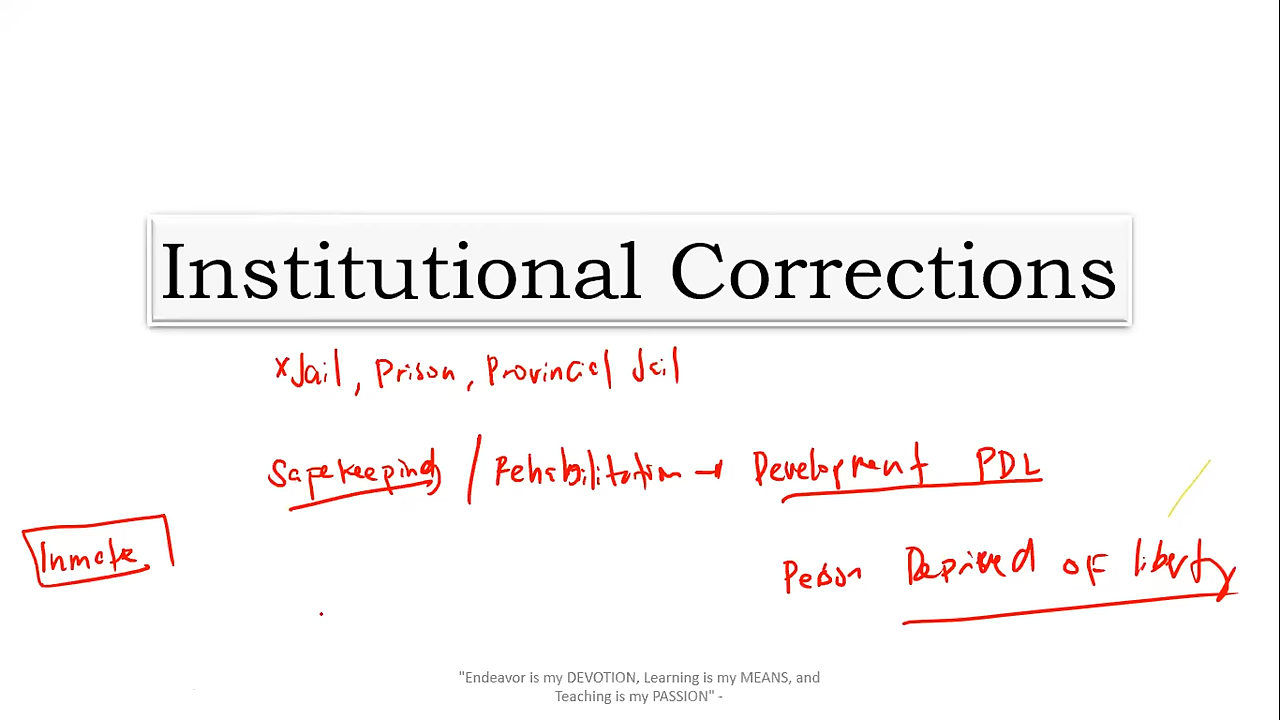 Institutional Corrections
xJail, Prison, Provincial Jail
Safekeeping / Rehabilitation → Development PDL
Inmate
Person Deprived of liberty
"Endeavor is my DEVOTION, Learning is my MEANS, and
Teaching is my PASSION" -